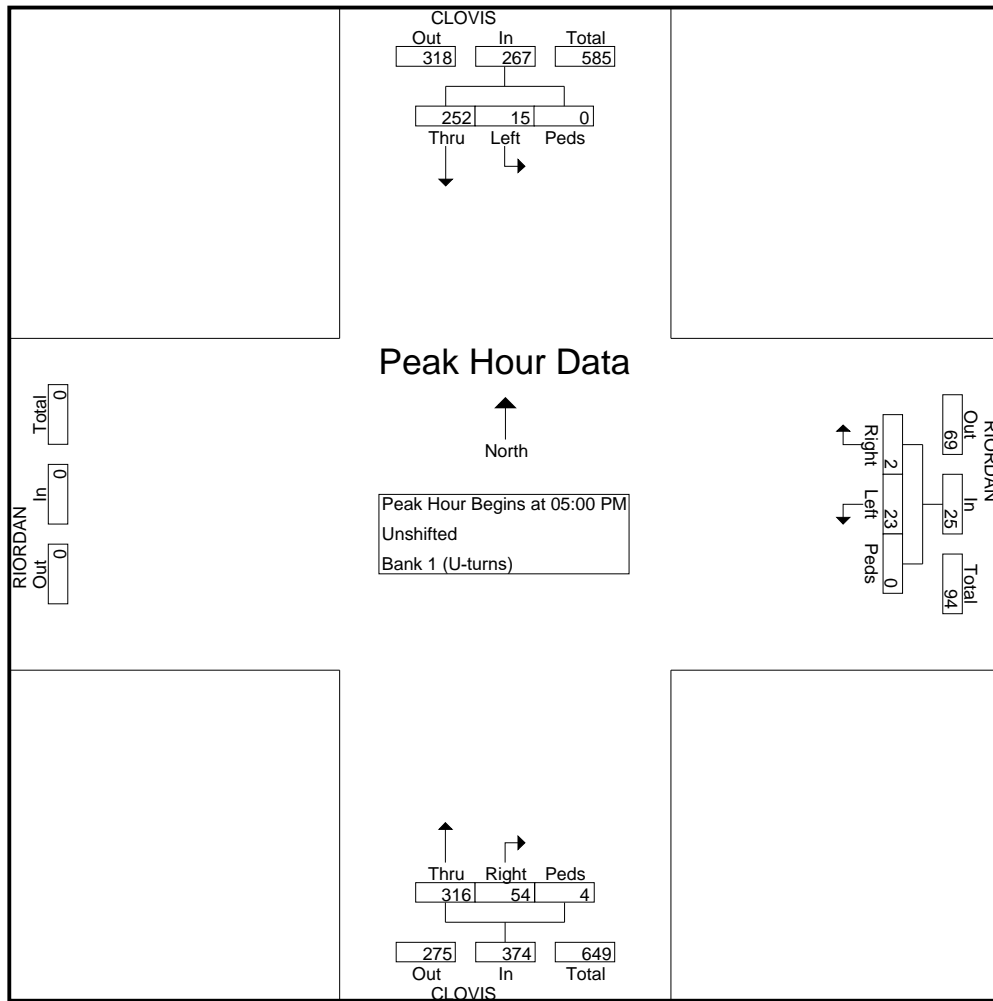 CLOVIS
Out In Total
318 267 585
252 15 0
Thru Left Peds
Peak Hour Data
North
Peak Hour Begins at 05:00 PM
Unshifted
Bank 1 (U-turns)
RIORDAN
Total In Out
0 0 0
Right Left Peds
2 23 0
69 25 94
Out In Total
RIORDAN
Thru Right Peds
316 54 4
275 374 649
Out In Total
CLOVIS